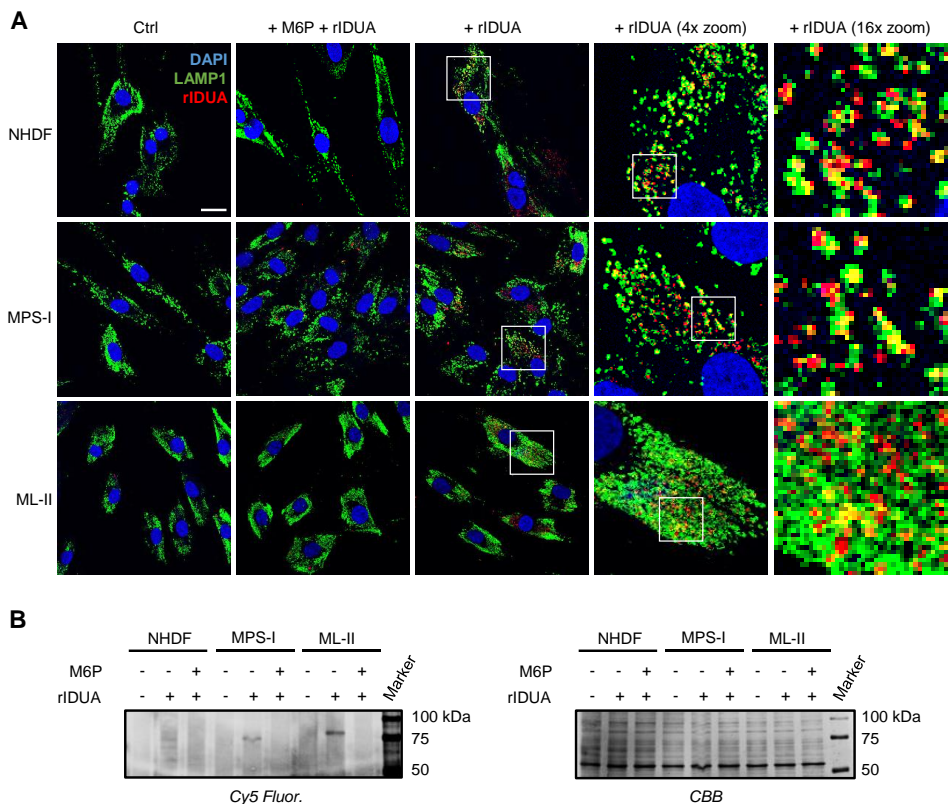 A
Ctrl
+ M6P + rIDUA
+ rIDUA
+ rIDUA (4x zoom)
+ rIDUA (16x zoom)
DAPI
LAMP1
rIDUA
NHDF
MPS-I
ML-II
B
NHDF MPS-I ML-II
M6P - - + - - + - - +
rIDUA - + + - + + - + + Marker
100 kDa
75
50
Cy5 Fluor.
NHDF MPS-I ML-II
M6P - - + - - + - - +
rIDUA - + + - + + - + + Marker
100 kDa
75
50
CBB